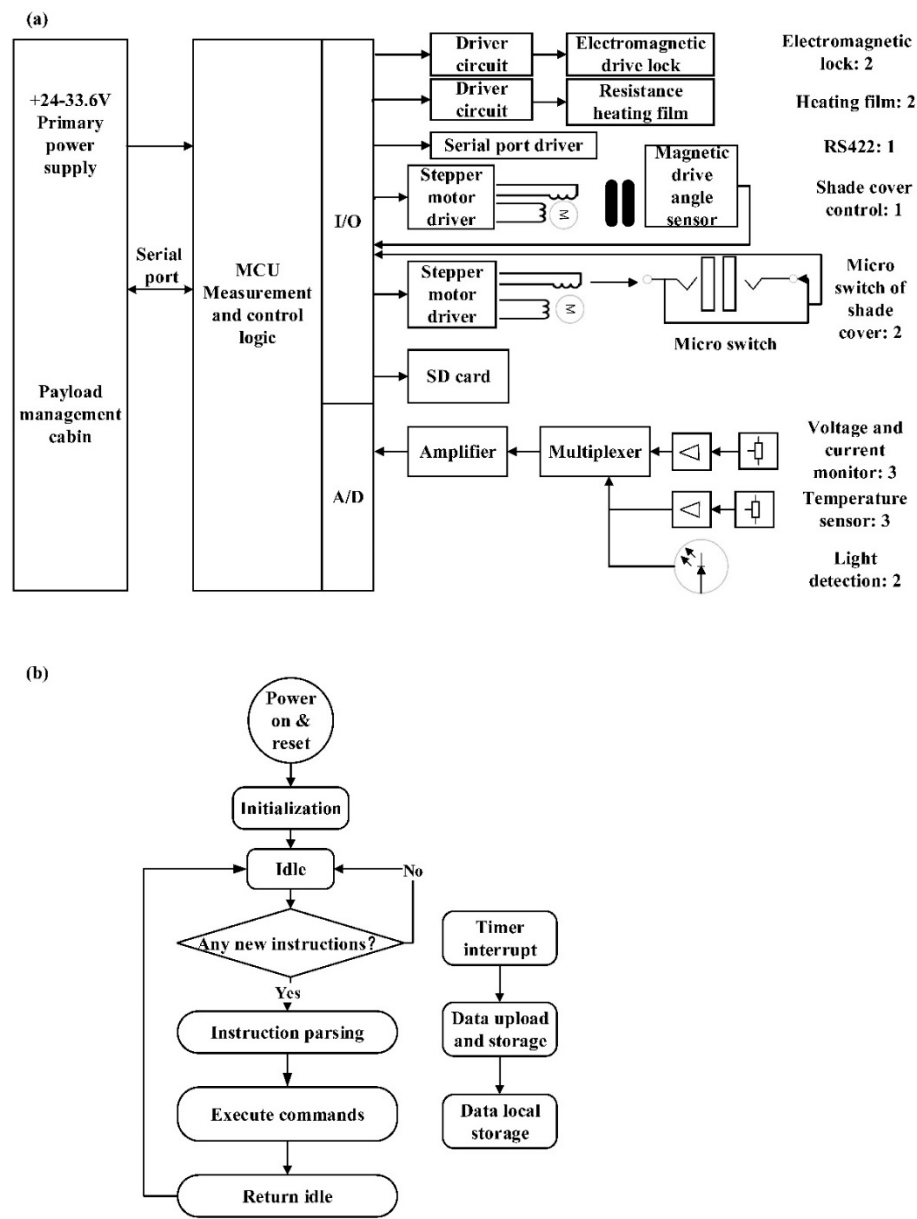 (a)
+24-33.6V
Primary
power
supply
Serial
port
Payload
management
cabin
MCU
Measurement
and control
logic
I/O
A/D
Driver
circuit
Electromagnetic
drive lock
Electromagnetic
lock: 2
Driver
circuit
Resistance
heating film
Heating film: 2
Serial port driver
RS422: 1
Stepper
motor
driver
M
Magnetic
drive
angle
sensor
Shade cover
control: 1
Stepper
motor
driver
M
Micro switch
Micro
switch of
shade
cover: 2
SD card
Amplifier
Multiplexer
Voltage and
current
monitor: 3
Temperature
sensor: 3
Light
detection: 2
(b)
Power
on &
reset
Initialization
Idle
No
Any new instructions?
Yes
Instruction parsing
Execute commands
Return idle
Timer
interrupt
Data upload
and storage
Data local
storage